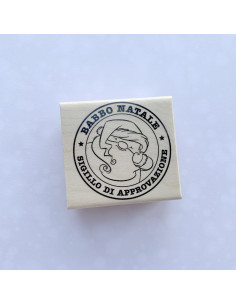 BABBO NATALE
SIGILLO DI APPROVAZIONE